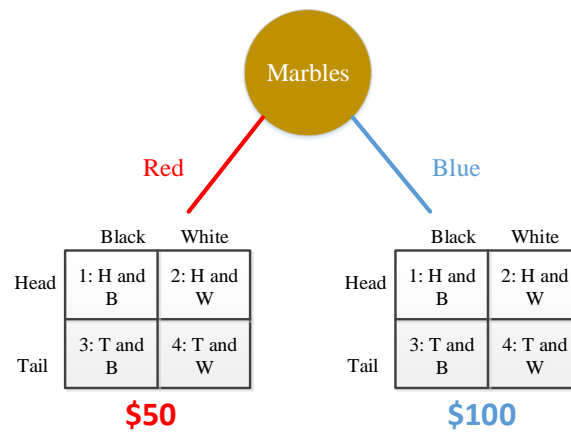 Marbles
Red
Blue
Black White
Head
1: H and
B
2: H and
W
Tail
3: T and
B
4: T and
W
$50
Black White
Head
1: H and
B
2: H and
W
Tail
3: T and
B
4: T and
W
$100